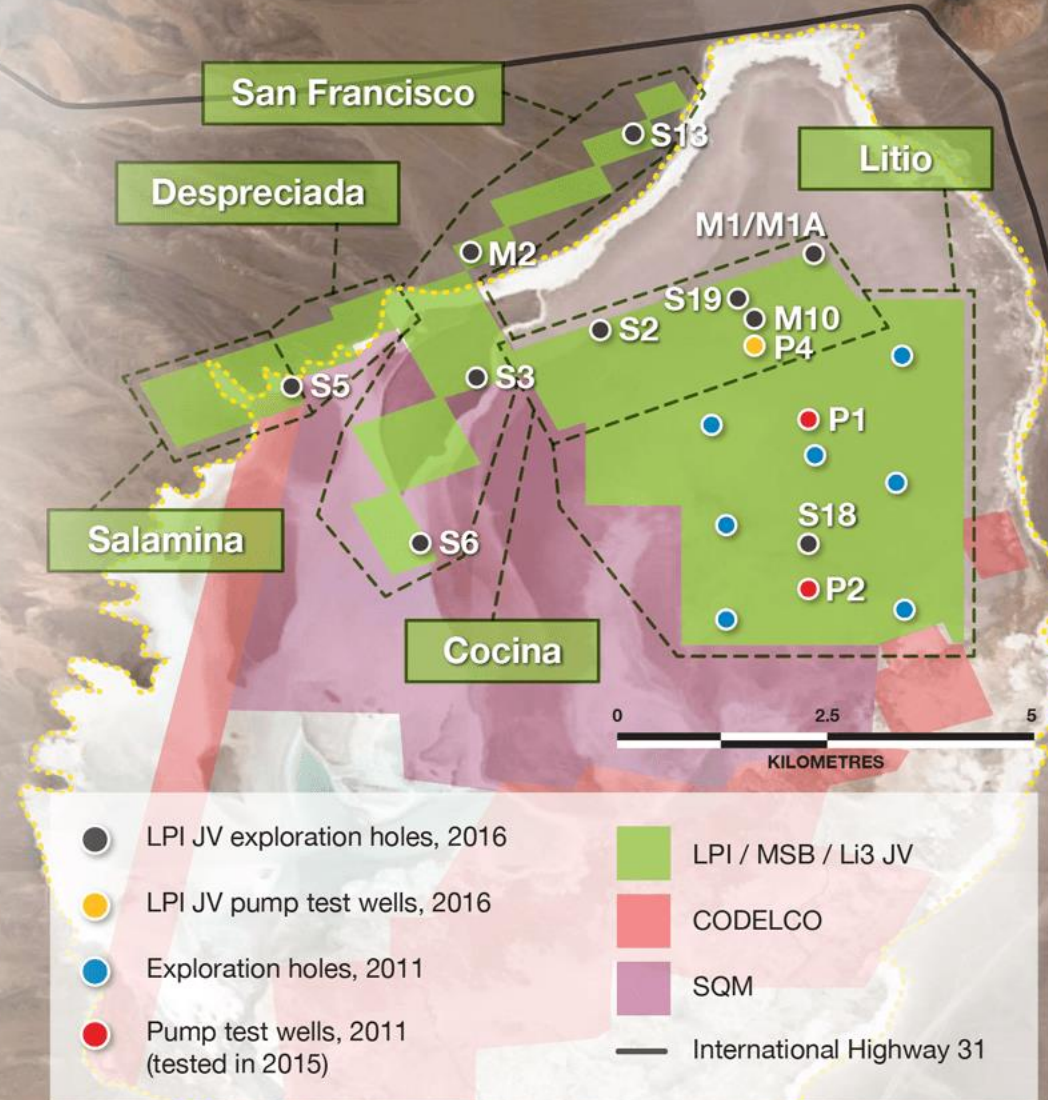 San Francisco
S13
Litio
Despreciada
M1/M1A
M2
S19
M10
S2
P4
S3
S5
P1
S18
Salamina
S6
P2
Cocina
0 2.5 5
KILOMETRES
LPI JV exploration holes, 2016
LPI JV pump test wells, 2016
Exploration holes, 2011
Pump test wells, 2011
(tested in 2015)
LPI / MSB / Li3 JV
CODELCO
SQM
International Highway 31